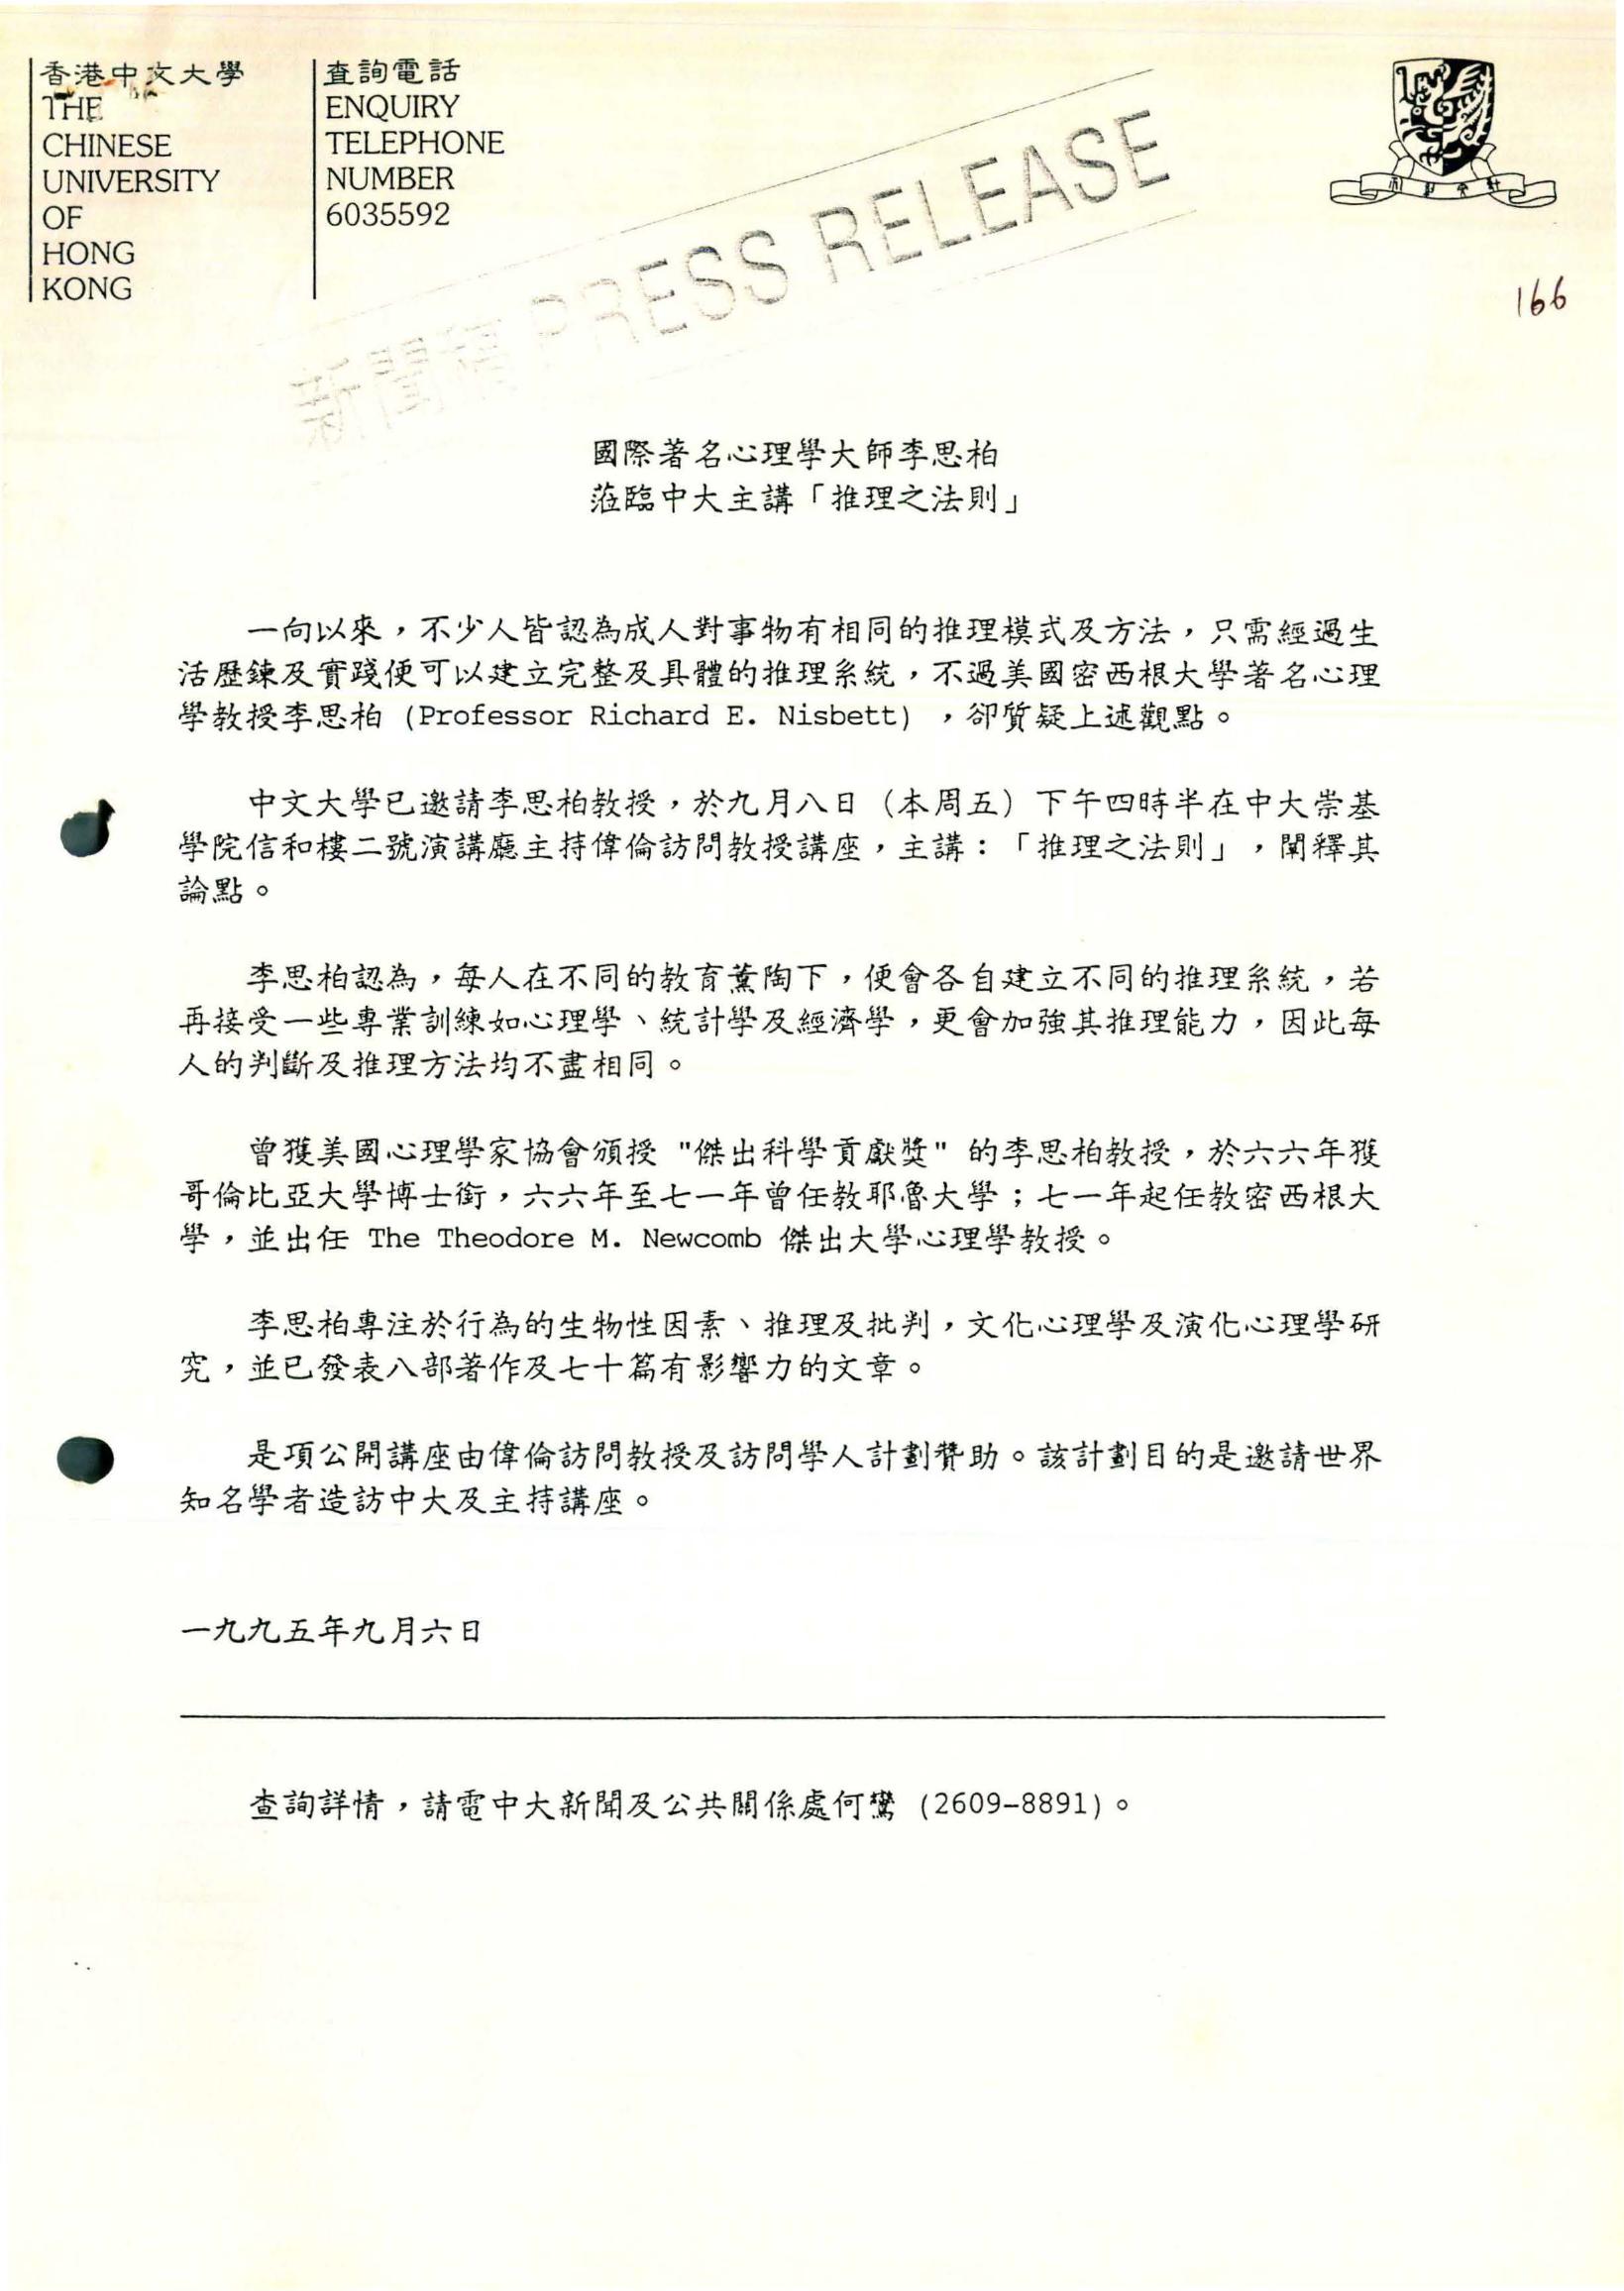 香港中文大學
THE
CHINESE
UNIVERSITY
OF
HONG
KONG
查詢電話
ENQUIRY
TELEPHONE
NUMBER
6035592
新聞稿 PRESS RELEASE
166
國際著名心理學大師李思柏
蒞臨中大主講「推理之法則」
一向以來，不少人皆認為成人對事物有相同的推理模式及方法，只需經過生
活歷鍊及實踐便可以建立完整及具體的推理系統，不過美國密西根大學著名心理
學教授李思柏 (Professor Richard E. Nisbett) ，卻質疑上述觀點。
中文大學已邀請李思柏教授，於九月八日 (本周五) 下午四時半在中大崇基
學院信和樓二號演講廳主持偉倫訪問教授講座，主講：「推理之法則」，闡釋其
論點。
李思柏認為，每人在不同的教育薰陶下，便會各自建立不同的推理系統，若
再接受一些專業訓練如心理學、統計學及經濟學，更會加強其推理能力，因此每
人的判斷及推理方法均不盡相同。
曾獲美國心理學家協會頒授 "傑出科學貢獻獎" 的李思柏教授，於六六年獲
哥倫比亞大學博士銜，六六年至七一年曾任教耶魯大學；七一年起任教密西根大
學，並出任 The Theodore M. Newcomb 傑出大學心理學教授。
李思柏專注於行為的生物性因素、推理及批判，文化心理學及演化心理學研
究，並已發表八部著作及七十篇有影響力的文章。
是項公開講座由偉倫訪問教授及訪問學人計劃贊助。該計劃目的是邀請世界
知名學者造訪中大及主持講座。
一九九五年九月六日
查詢詳情，請電中大新聞及公共關係處何鸞 (2609-8891)。